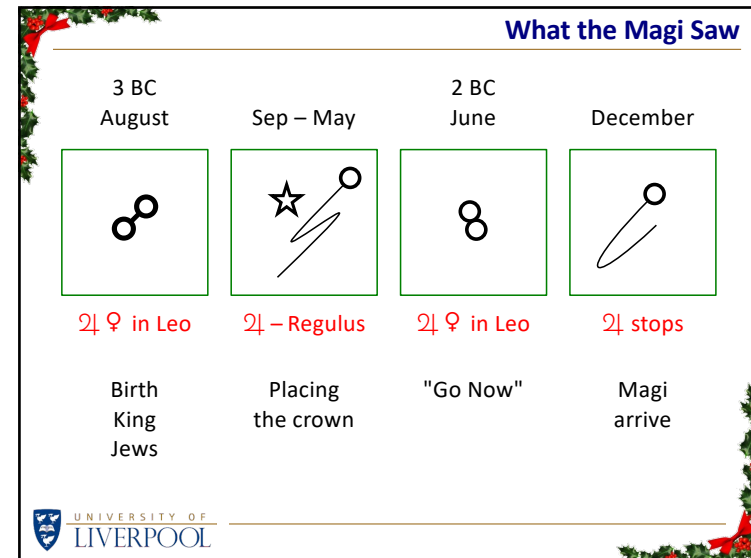 What the Magi Saw
3 BC
August
Sep – May
2 BC
June
December
♃ ♀ in Leo
♃ – Regulus
♃ ♀ in Leo
♃ stops
Birth
King
Jews
Placing
the crown
"Go Now"
Magi
arrive
UNIVERSITY OF
LIVERPOOL